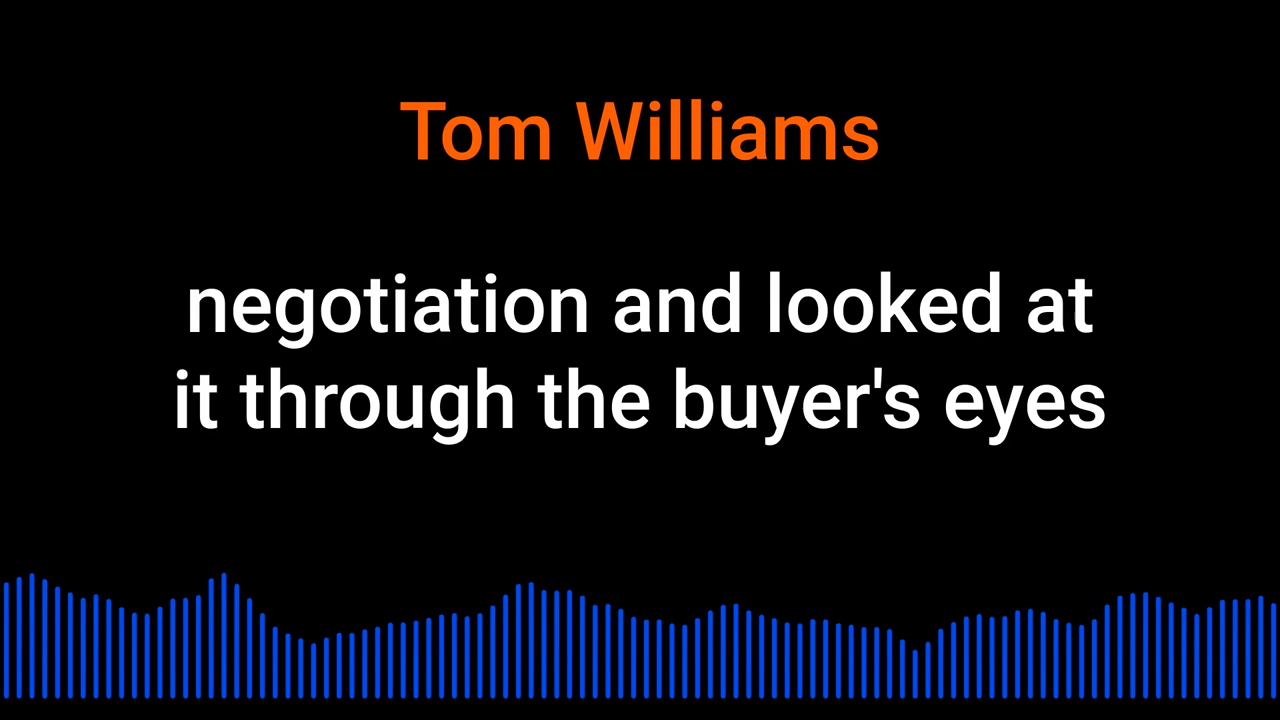 Tom Williams
negotiation and looked at
it through the buyer's eyes